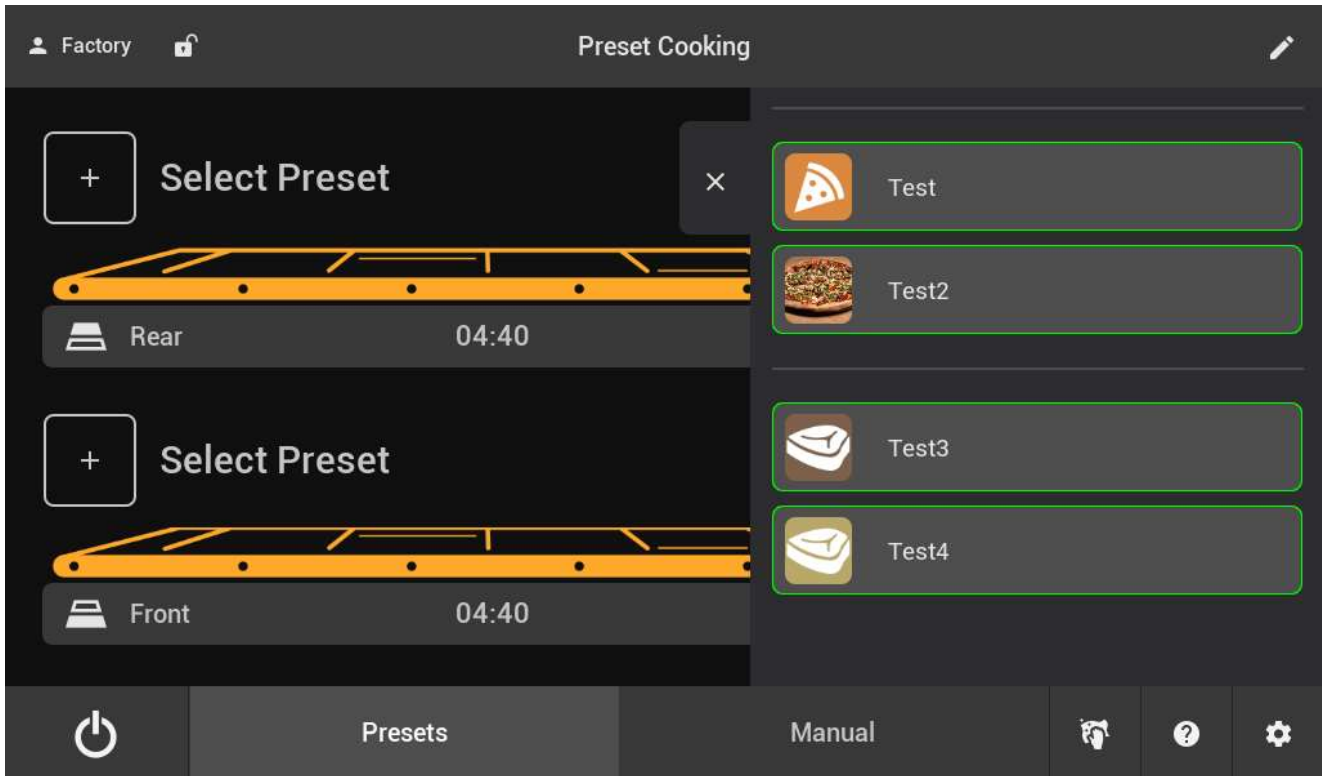 Factory
Preset Cooking
Select Preset
Rear 04:40
Select Preset
Front 04:40
Test
Test2
Test3
Test4
Presets
Manual